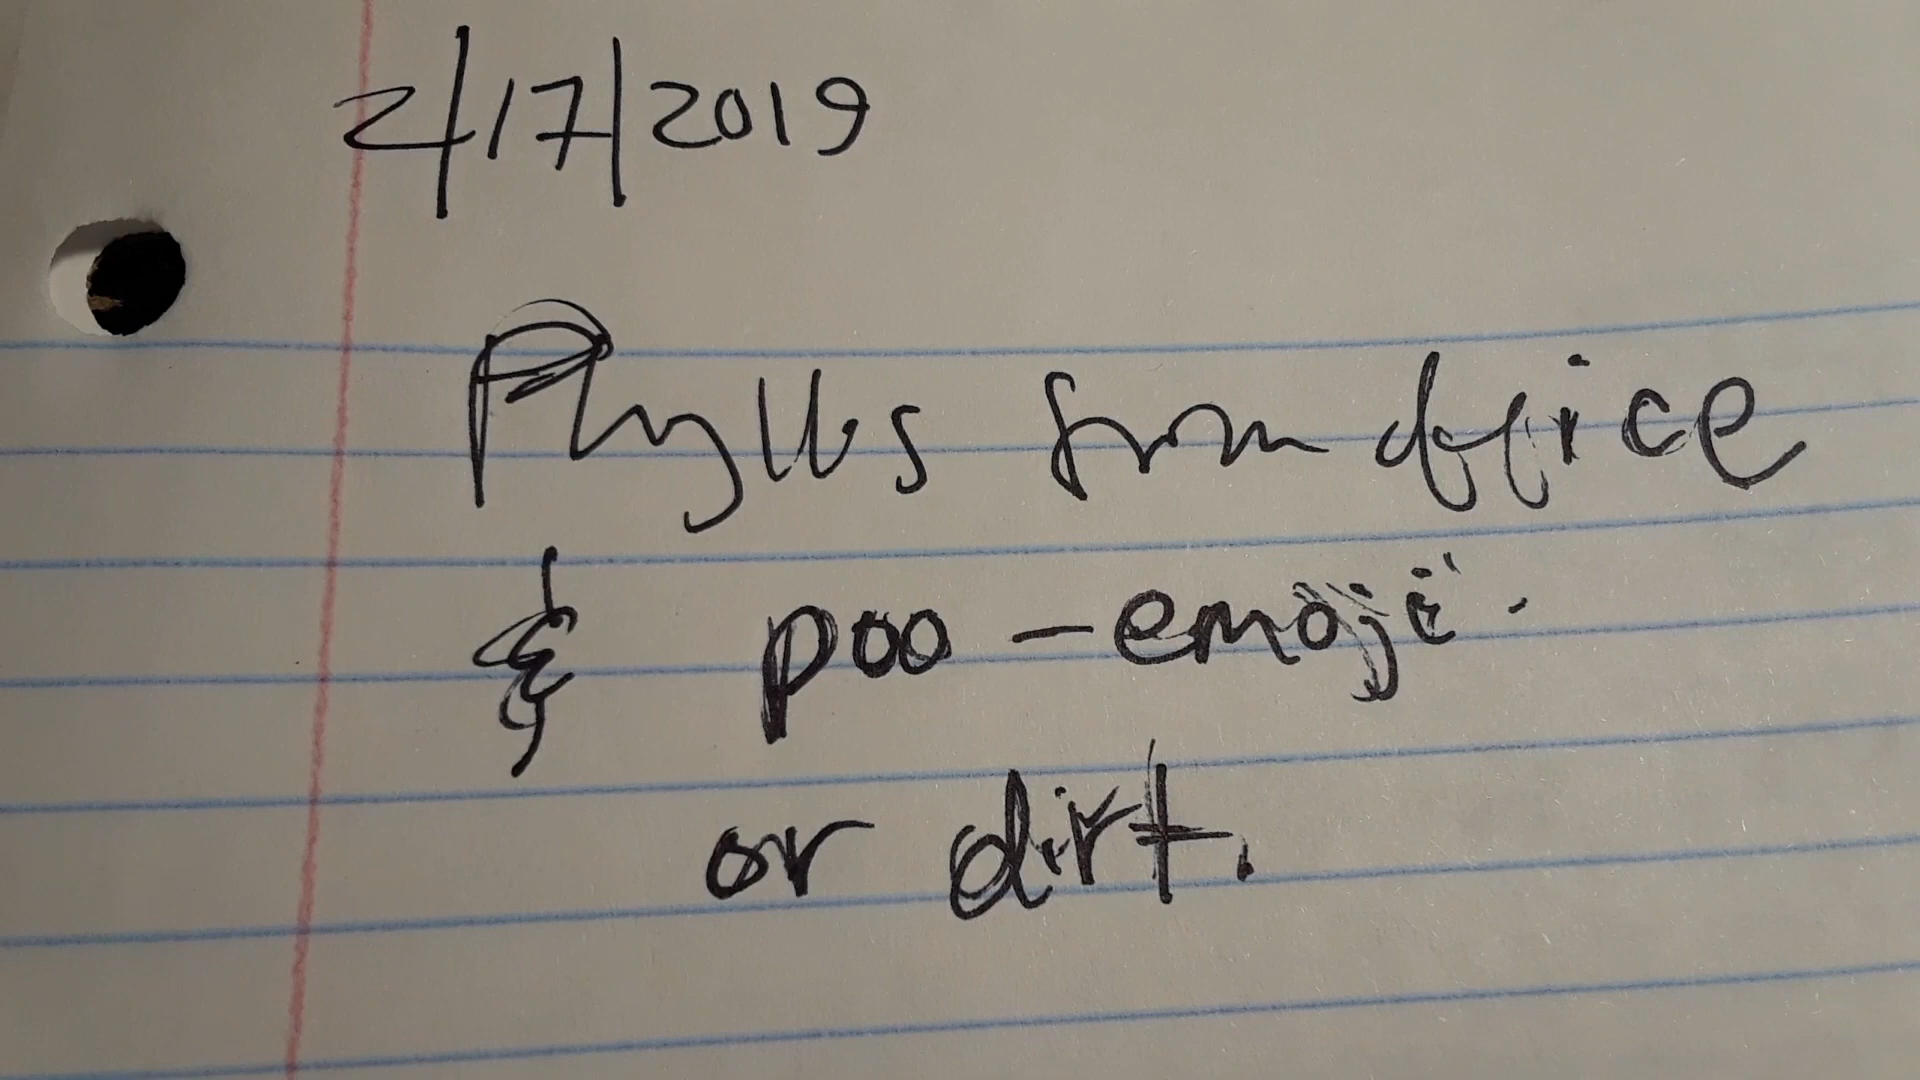 2/17/2019
Phyllis from office
& poo-emoji.
or dirt.